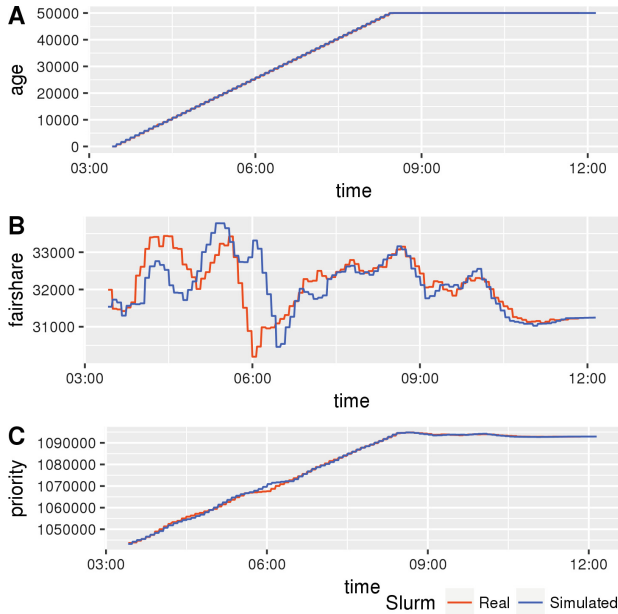 A
50000
40000
30000
20000
10000
0
age
03:00 06:00 09:00 12:00
time
B
33000
32000
31000
fairshare
03:00 06:00 09:00 12:00
time
C
1090000
1080000
1070000
1060000
1050000
priority
03:00 06:00 09:00 12:00
time
Slurm Real Simulated